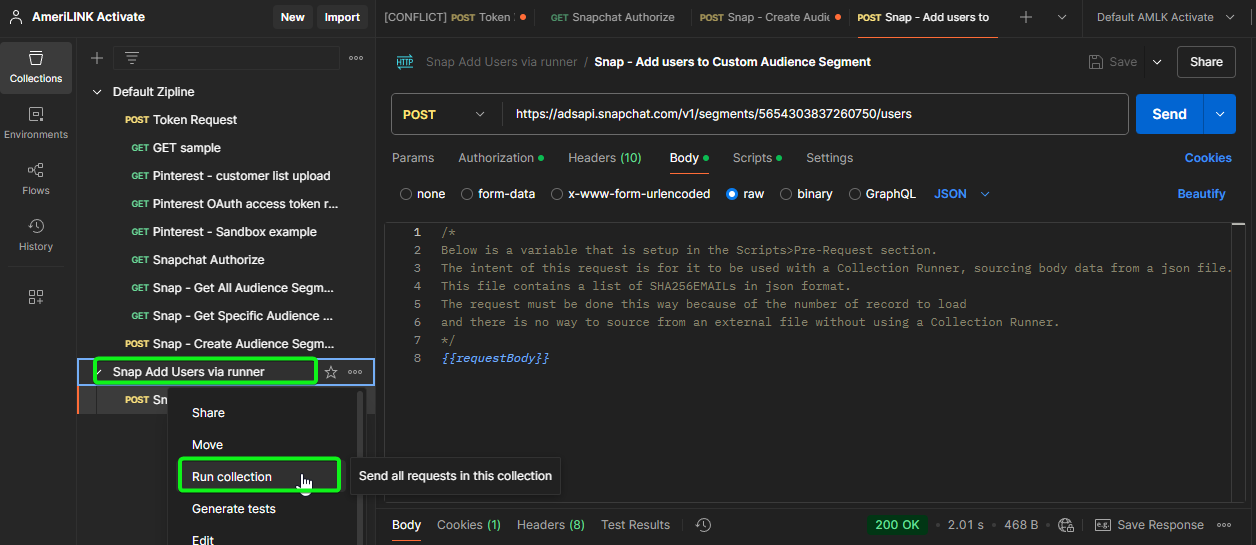 AmeriLINK Activate
New
Import
[CONFLICT] POST Token
GET Snapchat Authorize
POST Snap - Create Audie
POST Snap - Add users to
Default AMLK Activate
Collections
Environments
Flows
History
Default Zipline
POST Token Request
GET GET sample
GET Pinterest - customer list upload
GET Pinterest OAuth access token r...
GET Pinterest - Sandbox example
GET Snapchat Authorize
GET Snap - Get All Audience Segm...
GET Snap - Get Specific Audience ...
POST Snap - Create Audience Segm...
Snap Add Users via runner
POST Sn
Share
Move
Run collection
Generate tests
Edit
Send all requests in this collection
HTTP Snap Add Users via runner / Snap - Add users to Custom Audience Segment
Save
Share
POST
https://adsapi.snapchat.com/v1/segments/5654303837260750/users
Send
Params Authorization Headers (10) Body Scripts Settings
Cookies
none form-data x-www-form-urlencoded raw binary GraphQL JSON
Beautify
1 /*
2 Below is a variable that is setup in the Scripts>Pre-Request section.
3 The intent of this request is for it to be used with a Collection Runner, sourcing body data from a json file.
4 This file contains a list of SHA256EMAILs in json format.
5 The request must be done this way because of the number of record to load
6 and there is no way to source from an external file without using a Collection Runner.
7 */
8 {{requestBody}}
Body Cookies (1) Headers (8) Test Results
200 OK • 2.01 s • 468 B
e.g. Save Response